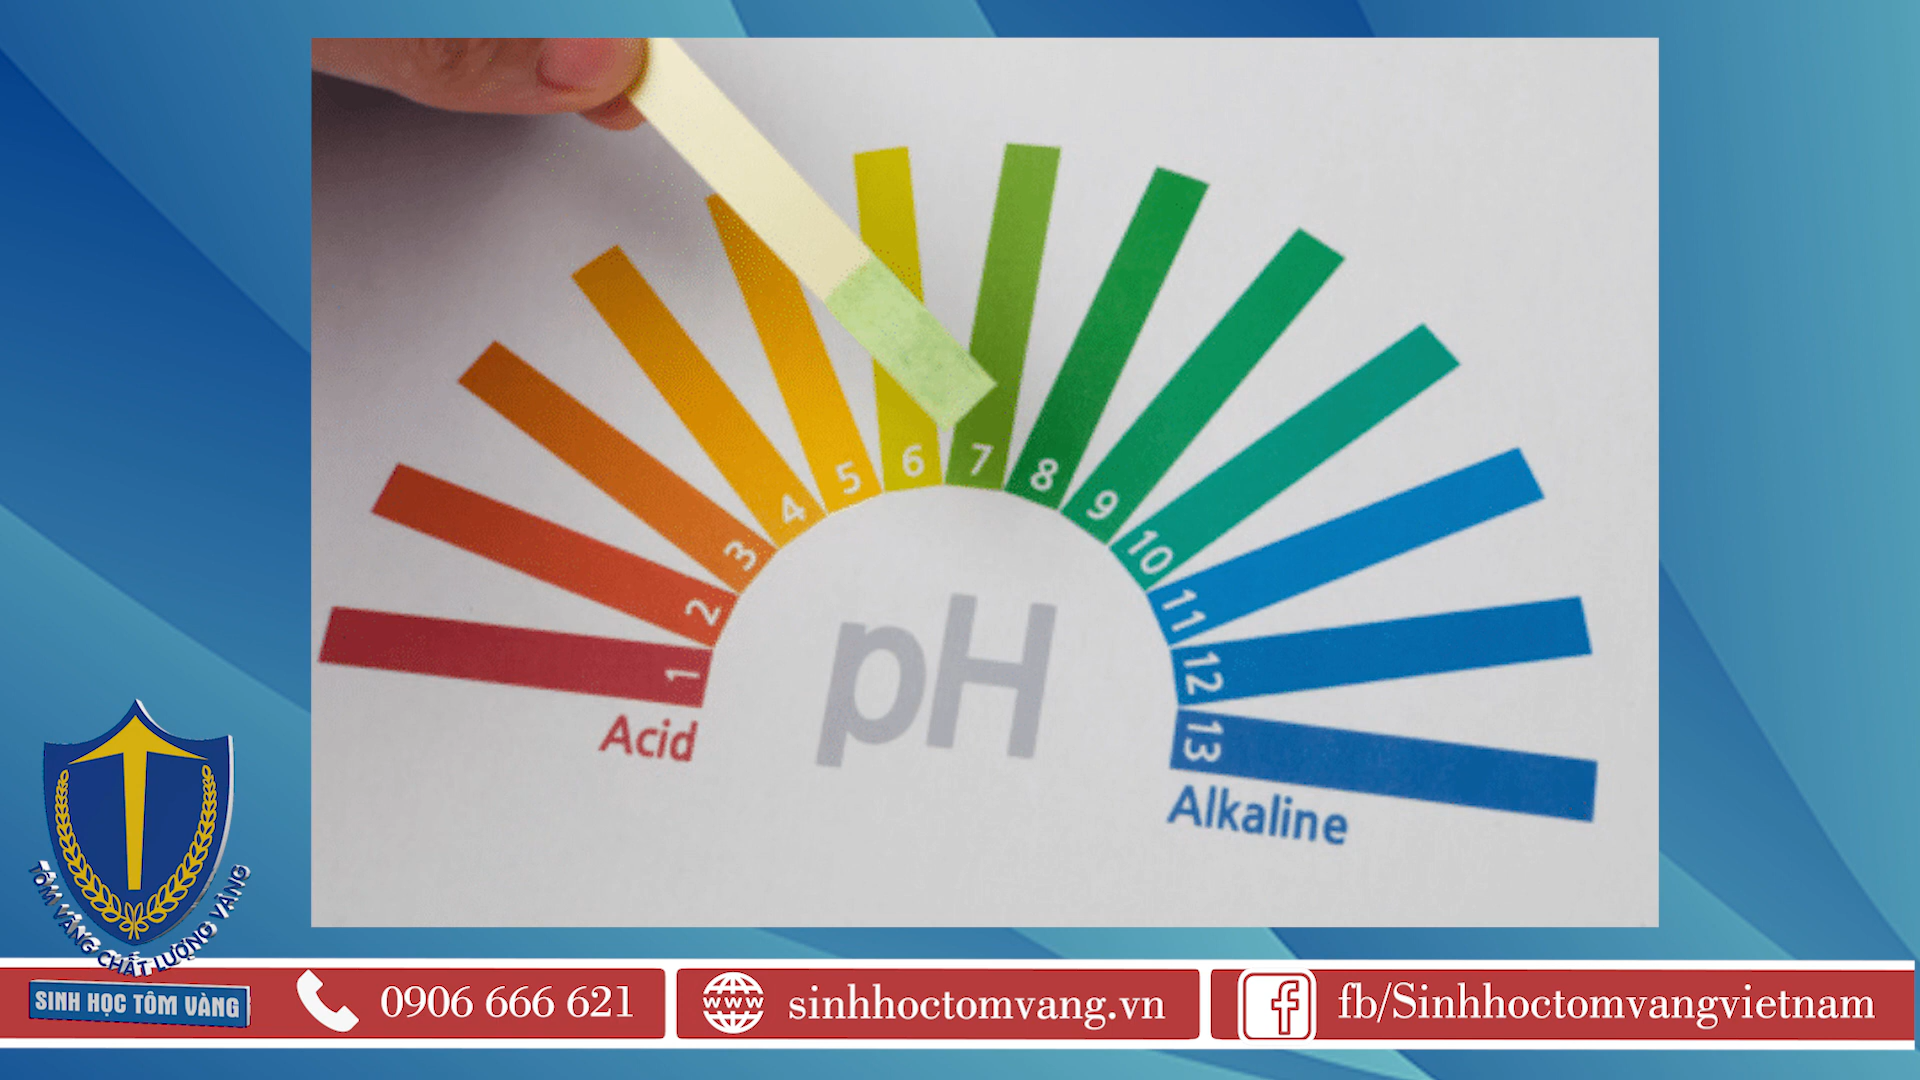 1
2
3
4
5
6
7
8
9
10
11
12
13
pH
Acid
Alkaline
TÔM VÀNG CHẤT LƯỢNG VÀNG
SINH HỌC TÔM VÀNG
0906 666 621
www
sinhhoctomvang.vn
fb/Sinhhoctomvangvietnam